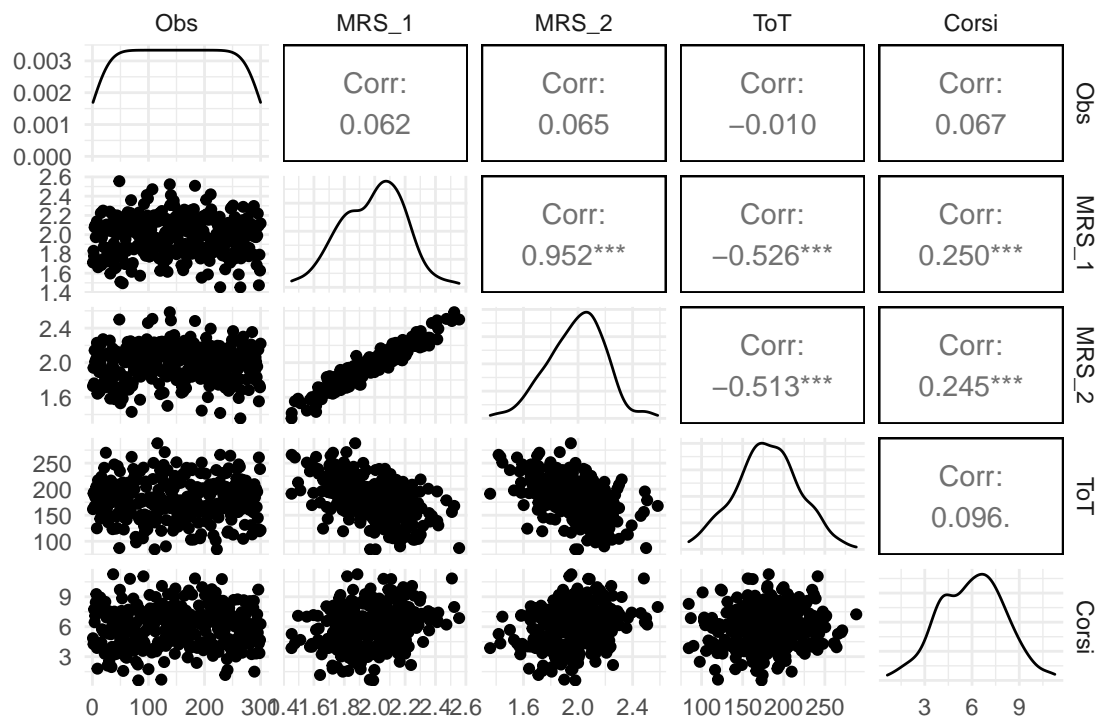 Obs MRS_1 MRS_2 ToT Corsi
0.003
0.002
0.001
0.000
Corr:
0.062
Corr:
0.065
Corr:
−0.010
Corr:
0.067
Obs
2.6
2.4
2.2
2.0
1.8
1.6
1.4
Corr:
0.952***
Corr:
−0.526***
Corr:
0.250***
MRS_1
2.4
2.0
1.6
Corr:
−0.513***
Corr:
0.245***
MRS_2
250
200
150
100
Corr:
0.096.
ToT
9
6
3
Corsi
0 100 200 300 1.4 1.6 1.8 2.0 2.2 2.4 2.6 1.6 2.0 2.4 100 150 200 250 3 6 9